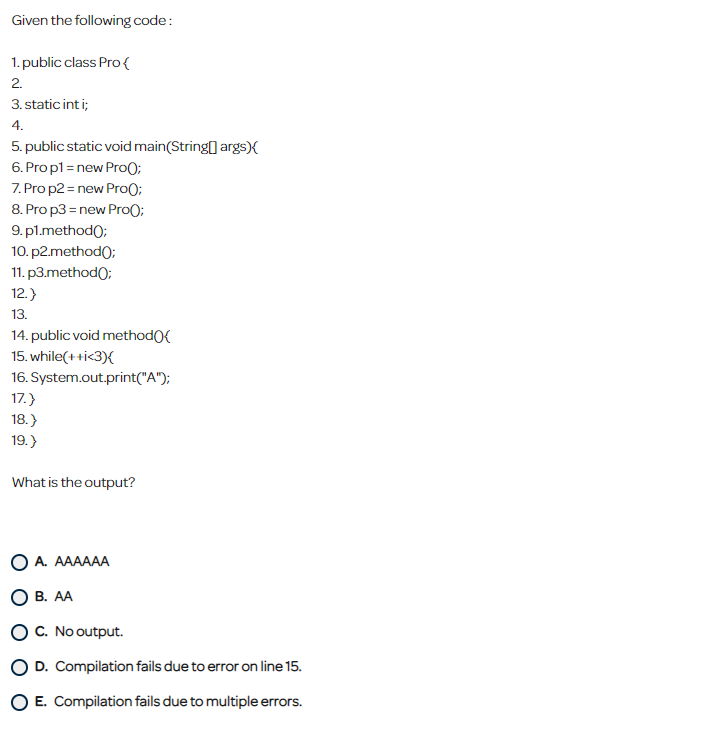 Given the following code :
1. public class Pro {
2.
3. static int i;
4.
5. public static void main(String[] args){
6. Pro p1 = new Pro();
7. Pro p2 = new Pro();
8. Pro p3 = new Pro();
9. p1.method();
10. p2.method();
11. p3.method();
12. }
13.
14. public void method(){
15. while(++i<3){
16. System.out.print("A");
17. }
18. }
19. }
What is the output?
A. AAAAAA
B. AA
C. No output.
D. Compilation fails due to error on line 15.
E. Compilation fails due to multiple errors.